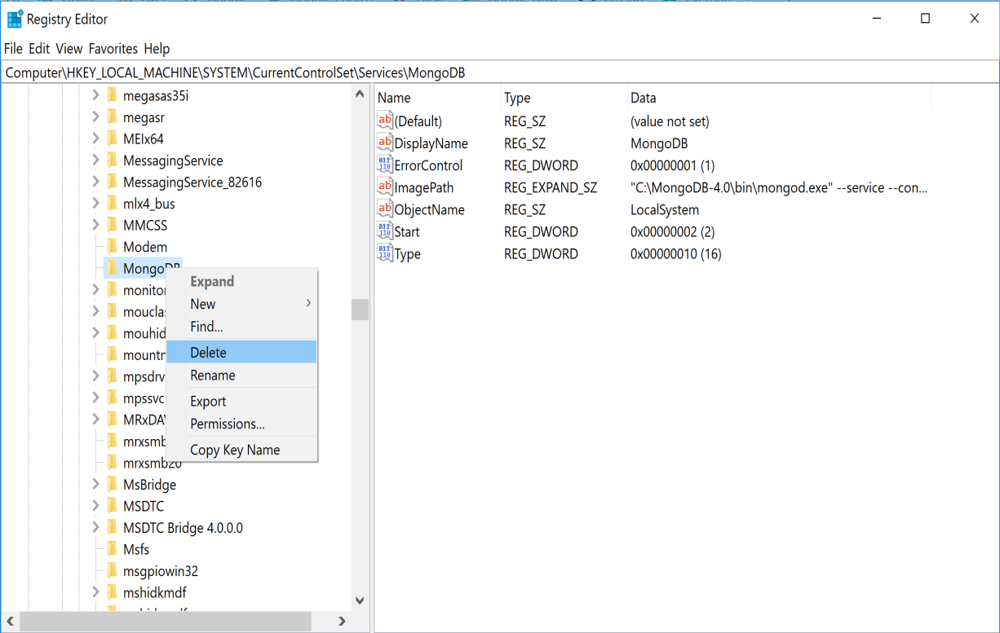 Registry Editor
File Edit View Favorites Help
Computer\HKEY_LOCAL_MACHINE\SYSTEM\CurrentControlSet\Services\MongoDB
megasas35i
megasr
MEIx64
MessagingService
MessagingService_82616
mlx4_bus
MMCSS
Modem
MongoDB
monitor
mouclas
mouhid
mountm
mpsdrv
mpssvc
MRxDAV
mrxsmb
mrxsmb20
MsBridge
MSDTC
MSDTC Bridge 4.0.0.0
Msfs
msgpiowin32
mshidkmdf
Expand
New
Find...
Delete
Rename
Export
Permissions...
Copy Key Name
Name Type Data
(Default) REG_SZ (value not set)
DisplayName REG_SZ MongoDB
ErrorControl REG_DWORD 0x00000001 (1)
ImagePath REG_EXPAND_SZ "C:\MongoDB-4.0\bin\mongod.exe" --service --con...
ObjectName REG_SZ LocalSystem
Start REG_DWORD 0x00000002 (2)
Type REG_DWORD 0x00000010 (16)